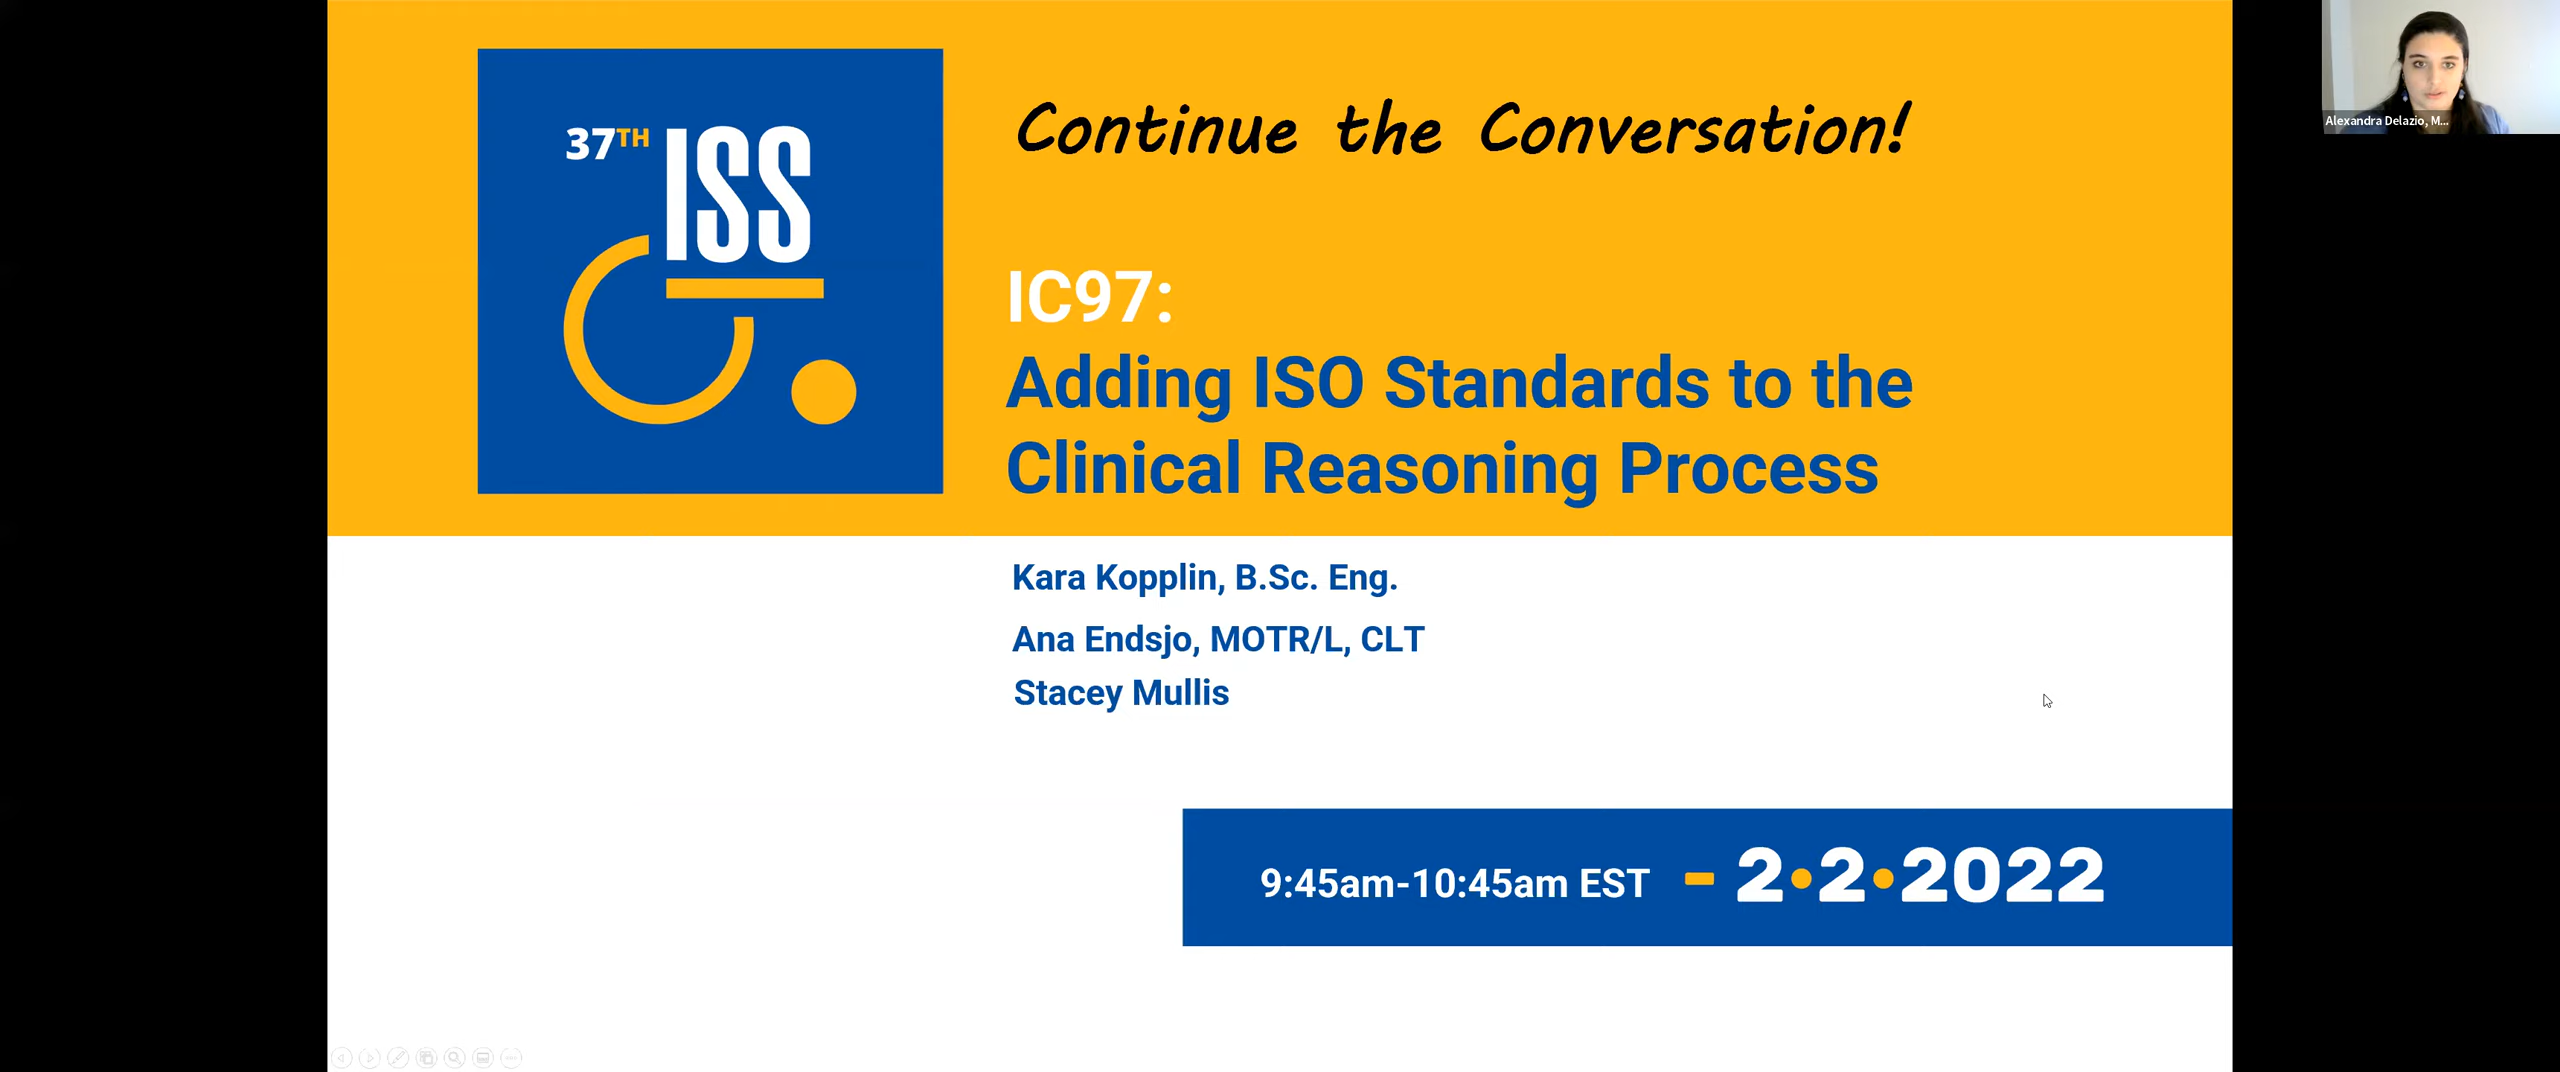 37TH ISS
Continue the Conversation!
IC97:
Adding ISO Standards to the
Clinical Reasoning Process
Kara Kopplin, B.Sc. Eng.
Ana Endsjo, MOTR/L, CLT
Stacey Mullis
9:45am-10:45am EST - 2•2•2022
Alexandra Delazio, M...